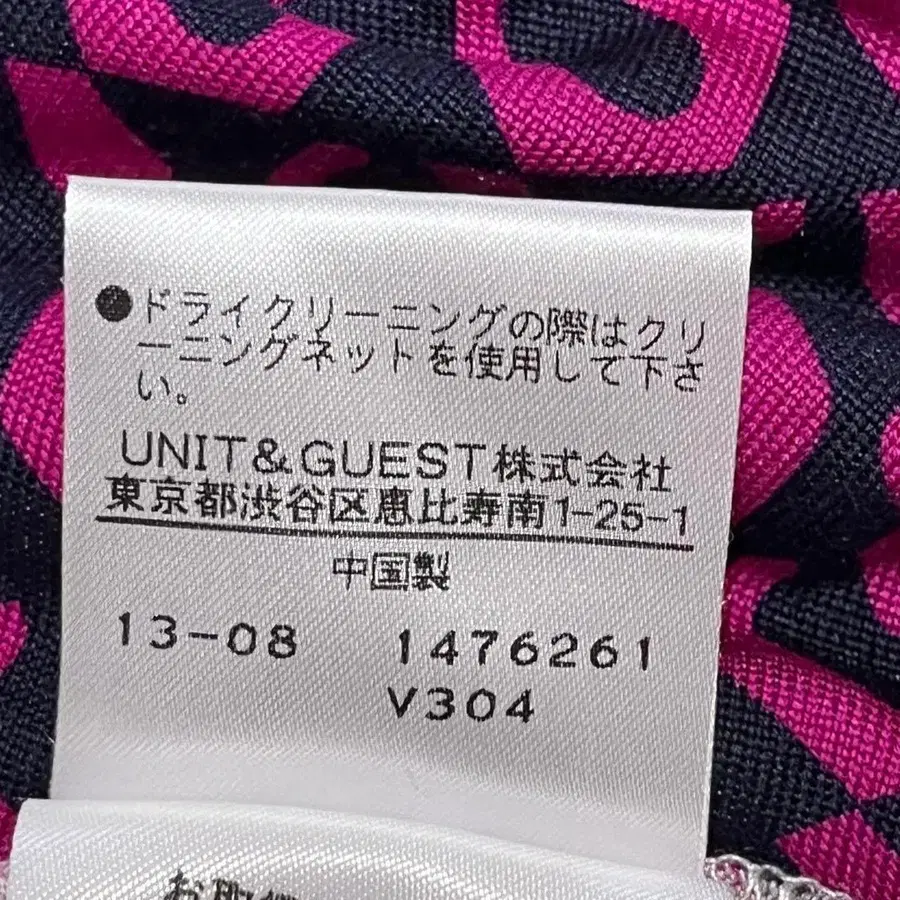 ●ドライクリーニングの際はクリ
ーニングネットを使用して下さ
い。
UNIT&GUEST株式会社
東京都渋谷区恵比寿南1-25-1
中国製
13-08 1476261
V304